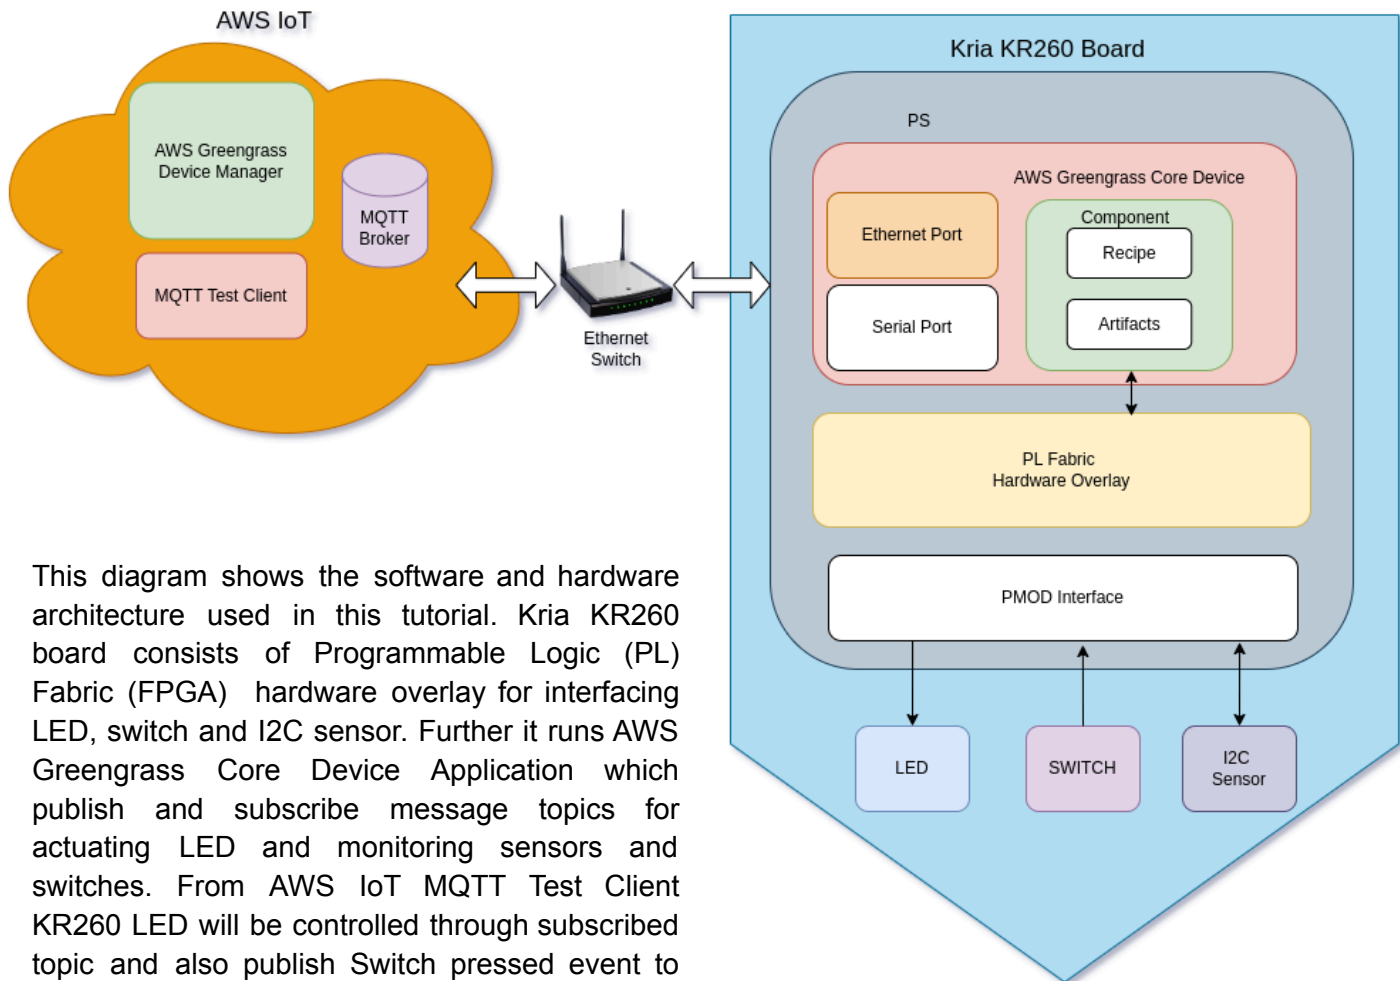 AWS IoT
AWS Greengrass
Device Manager
MQTT
Broker
MQTT Test Client
Ethernet
Switch
Kria KR260 Board
PS
AWS Greengrass Core Device
Ethernet Port
Serial Port
Component
Recipe
Artifacts
PL Fabric
Hardware Overlay
PMOD Interface
LED
SWITCH
I2C
Sensor
This diagram shows the software and hardware
architecture used in this tutorial. Kria KR260
board consists of Programmable Logic (PL)
Fabric (FPGA) hardware overlay for interfacing
LED, switch and I2C sensor. Further it runs AWS
Greengrass Core Device Application which
publish and subscribe message topics for
actuating LED and monitoring sensors and
switches. From AWS IoT MQTT Test Client
KR260 LED will be controlled through subscribed
topic and also publish Switch pressed event to